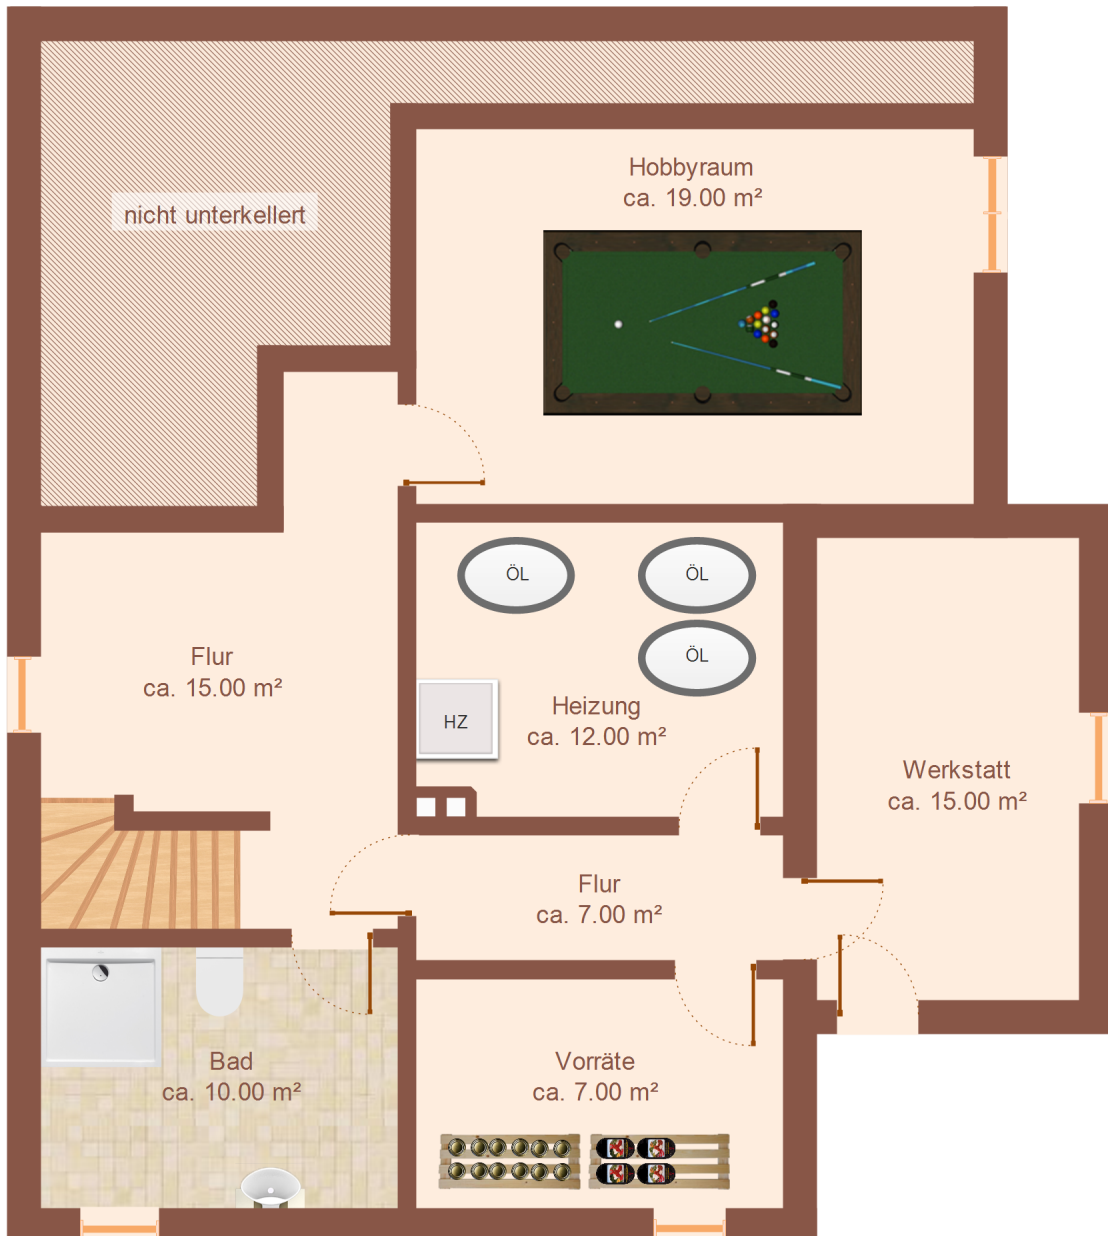 Hobbyraum
ca. 19.00 m²
nicht unterkellert
ÖL
ÖL
ÖL
Flur
ca. 15.00 m²
HZ
Heizung
ca. 12.00 m²
Werkstatt
ca. 15.00 m²
Flur
ca. 7.00 m²
Bad
ca. 10.00 m²
Vorräte
ca. 7.00 m²